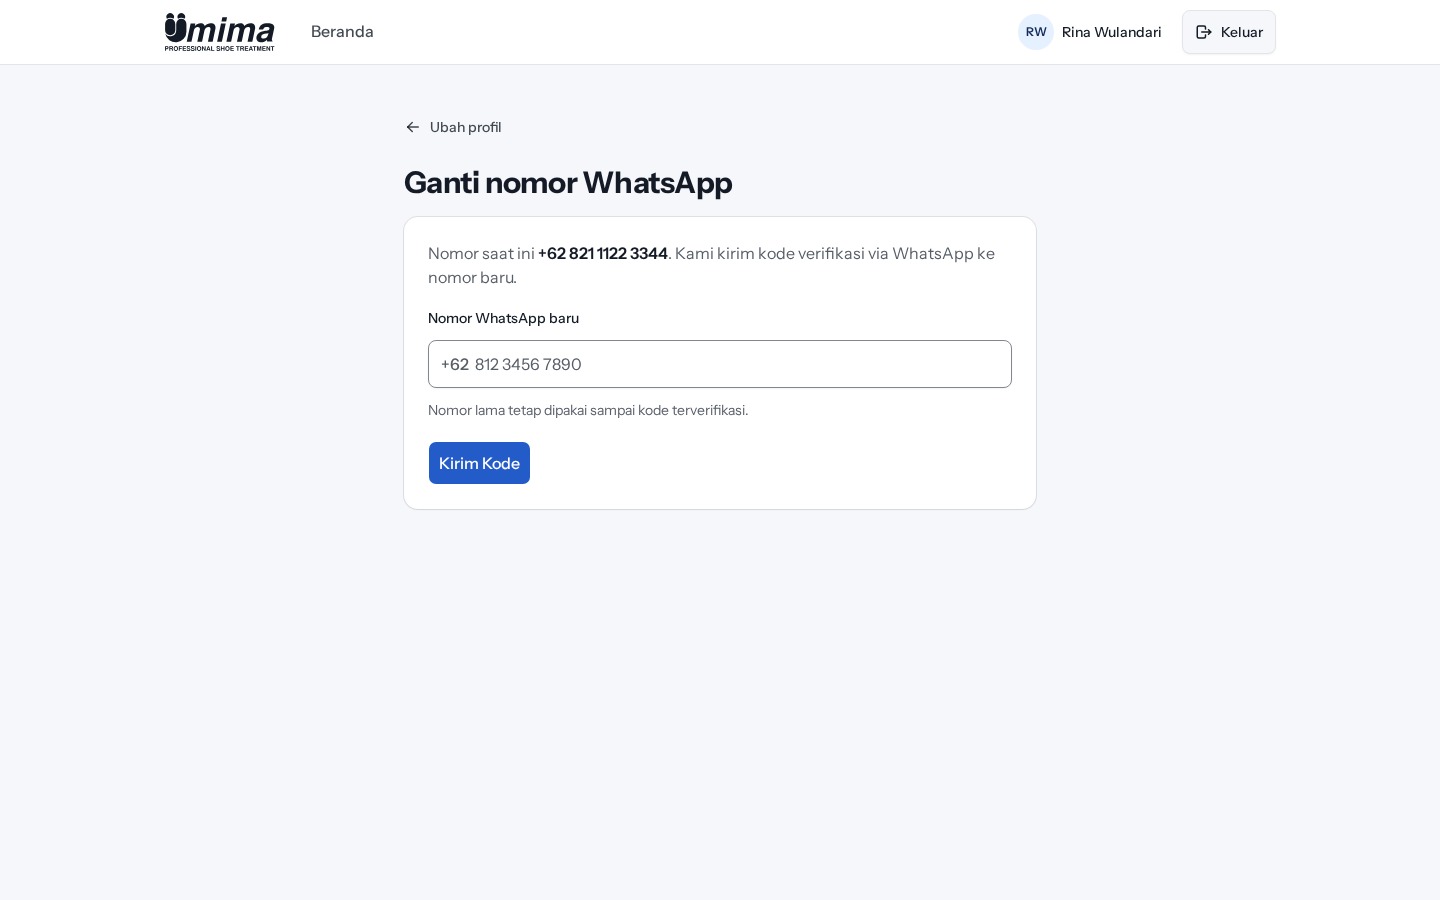 Ümima
PROFESSIONAL SHOE TREATMENT
Beranda
RW
Rina Wulandari
Keluar
Ubah profil
Ganti nomor WhatsApp
Nomor saat ini +62 821 1122 3344. Kami kirim kode verifikasi via WhatsApp ke
nomor baru.
Nomor WhatsApp baru
+62 812 3456 7890
Nomor lama tetap dipakai sampai kode terverifikasi.
Kirim Kode